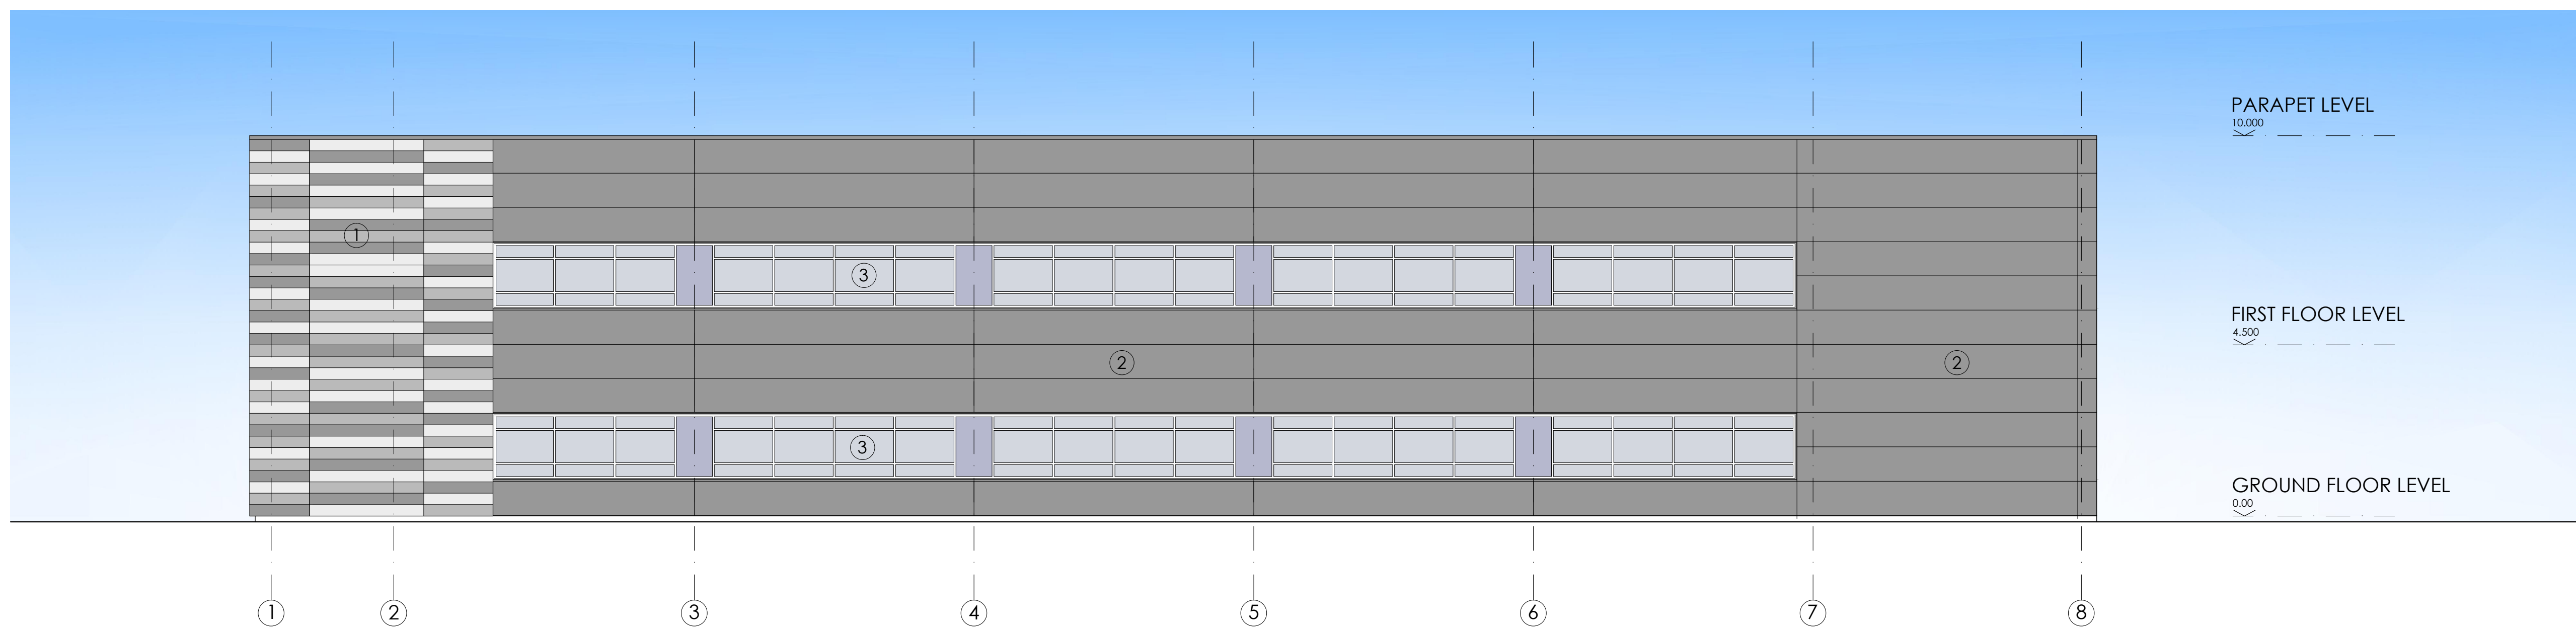 PARAPET LEVEL
10.000
1
3
FIRST FLOOR LEVEL
4.500
2
2
3
GROUND FLOOR LEVEL
0.00
1 2 3 4 5 6 7 8